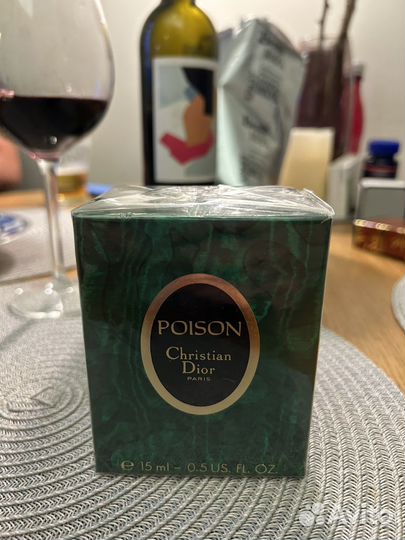 POISON
Christian
Dior
PARIS
℮ 15 ml – 0.5 US. FL. OZ.
Avito